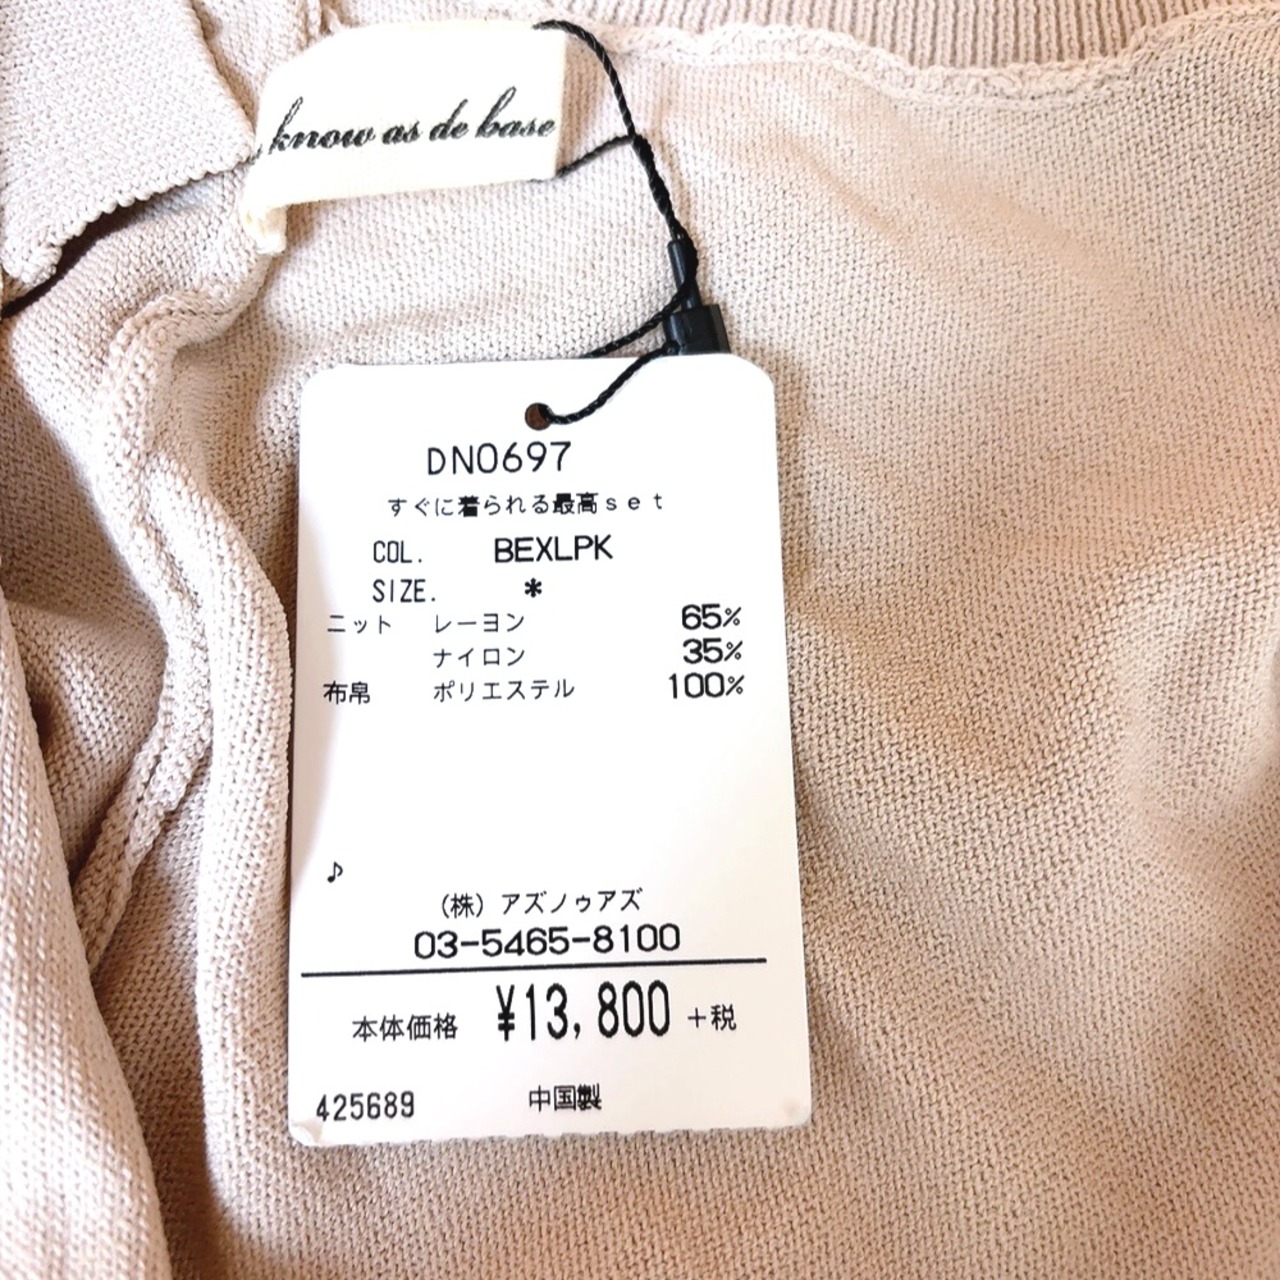 know as de base
DN0697
すぐに着られる最高ｓｅｔ
COL. BEXLPK
SIZE. *
ニット レーヨン 65%
ナイロン 35%
布帛 ポリエステル 100%
♪
（株）アズノゥアズ
03-5465-8100
本体価格 ¥13,800 +税
425689 中国製